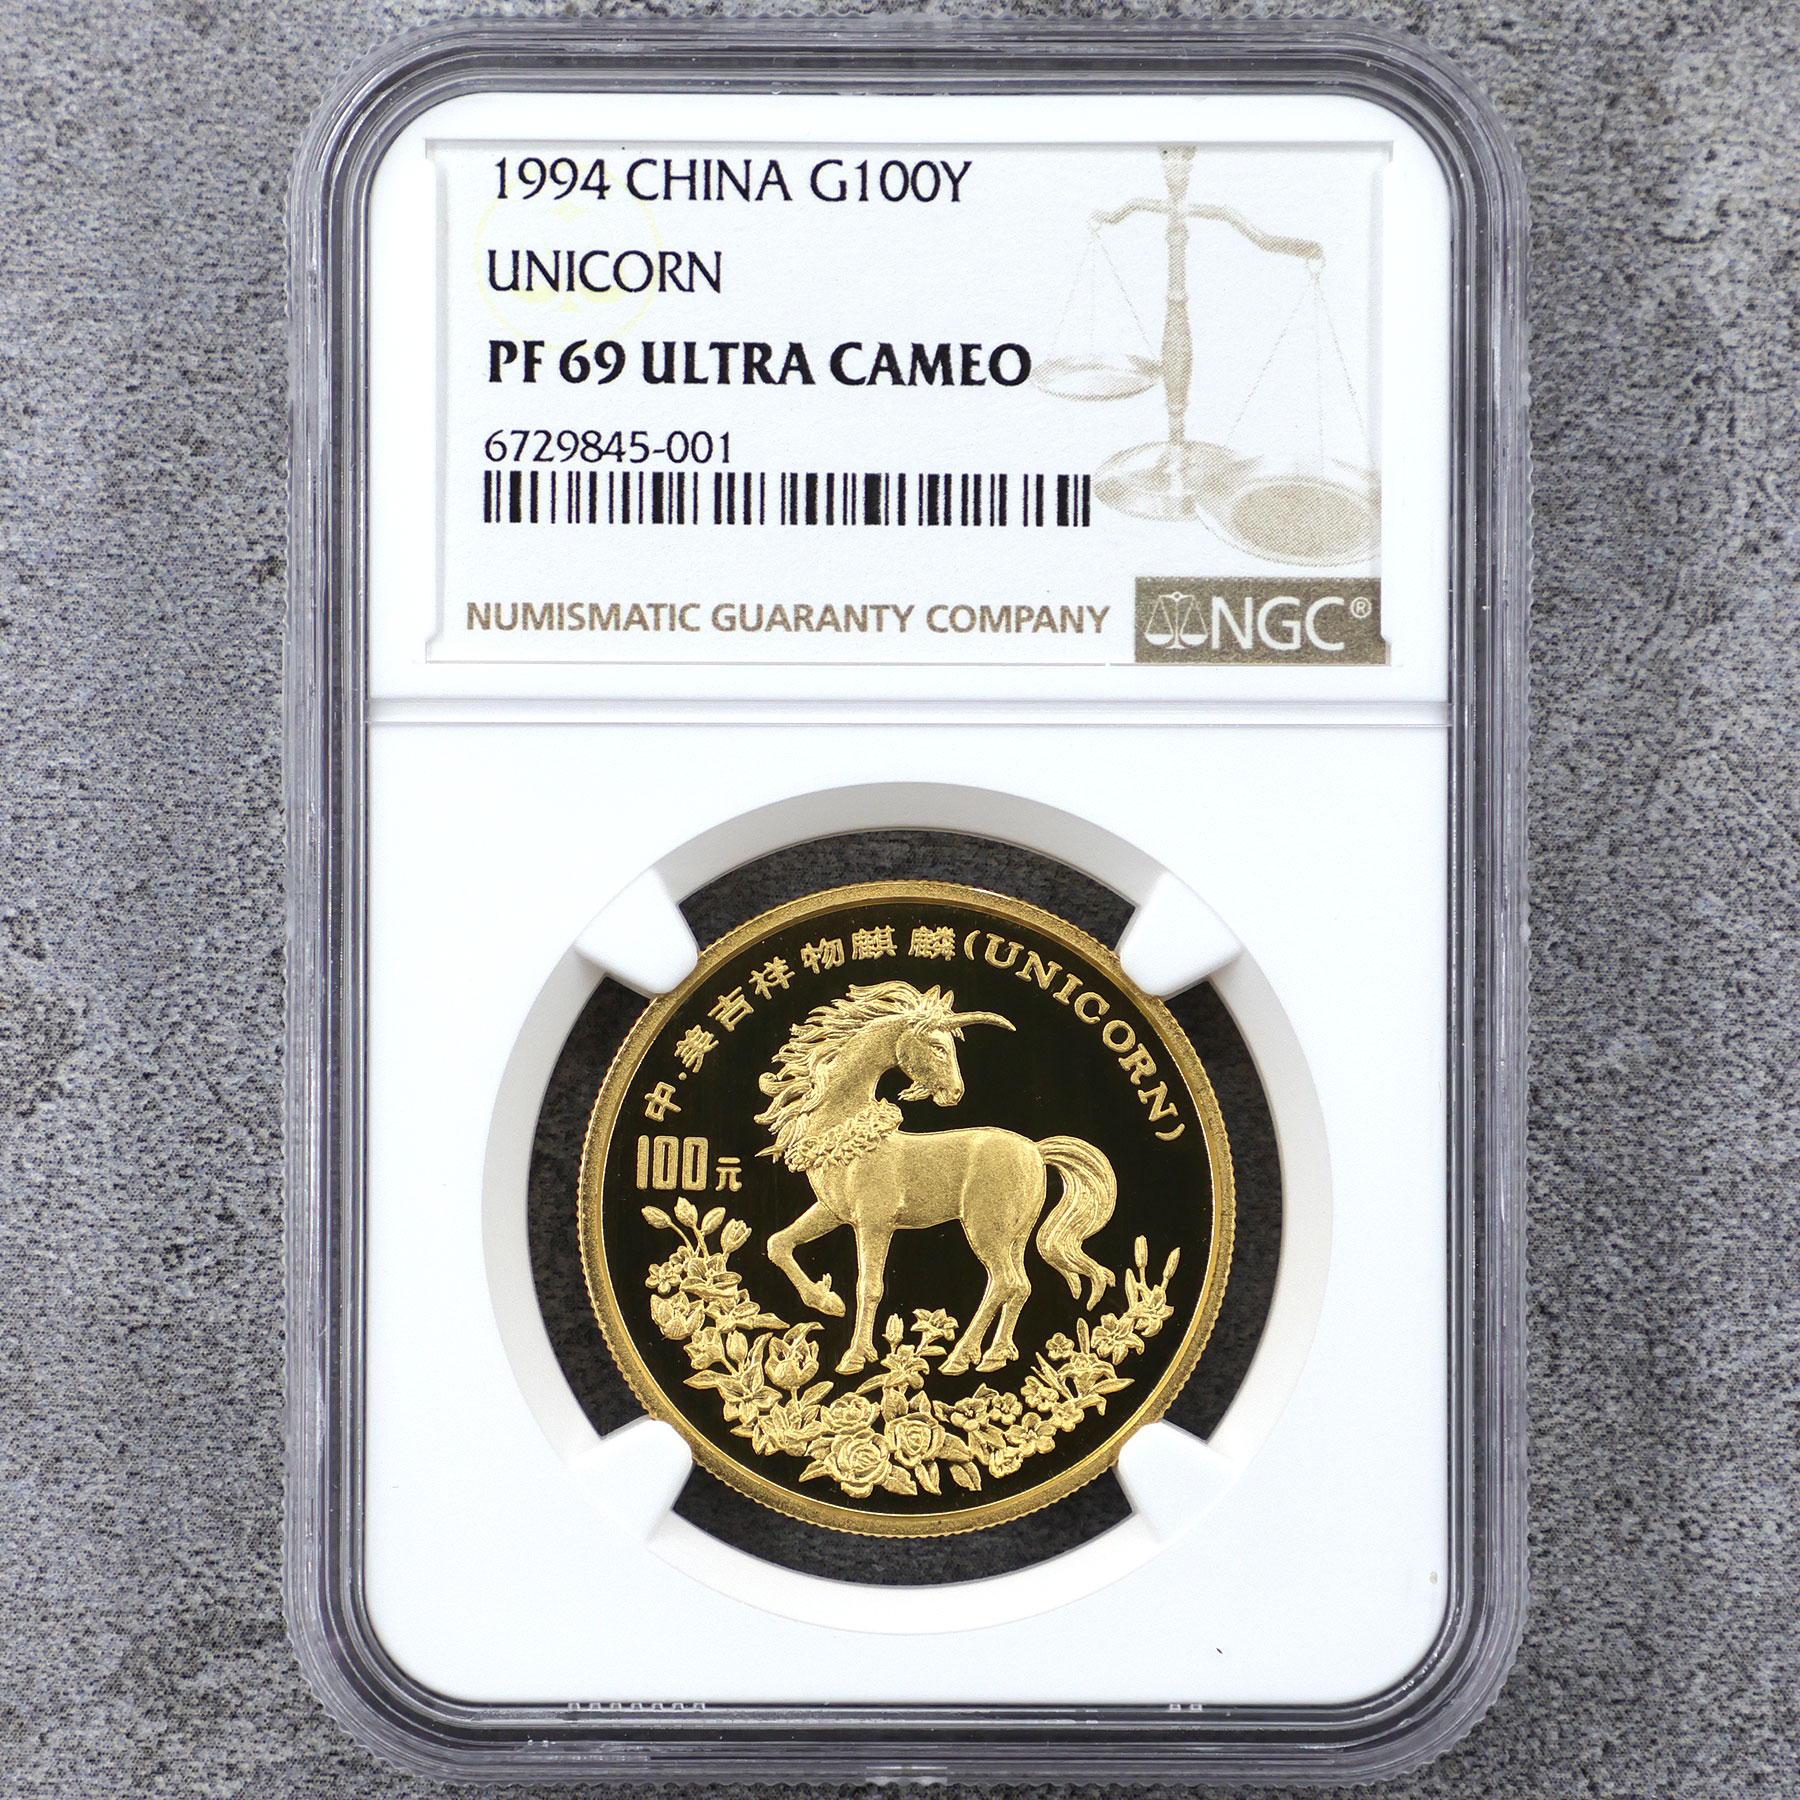 1994 CHINA G100Y
UNICORN
PF 69 ULTRA CAMEO
6729845-001
NUMISMATIC GUARANTY COMPANY
NGC®
中·姜吉祥物麒麟(UNICORN)
100元